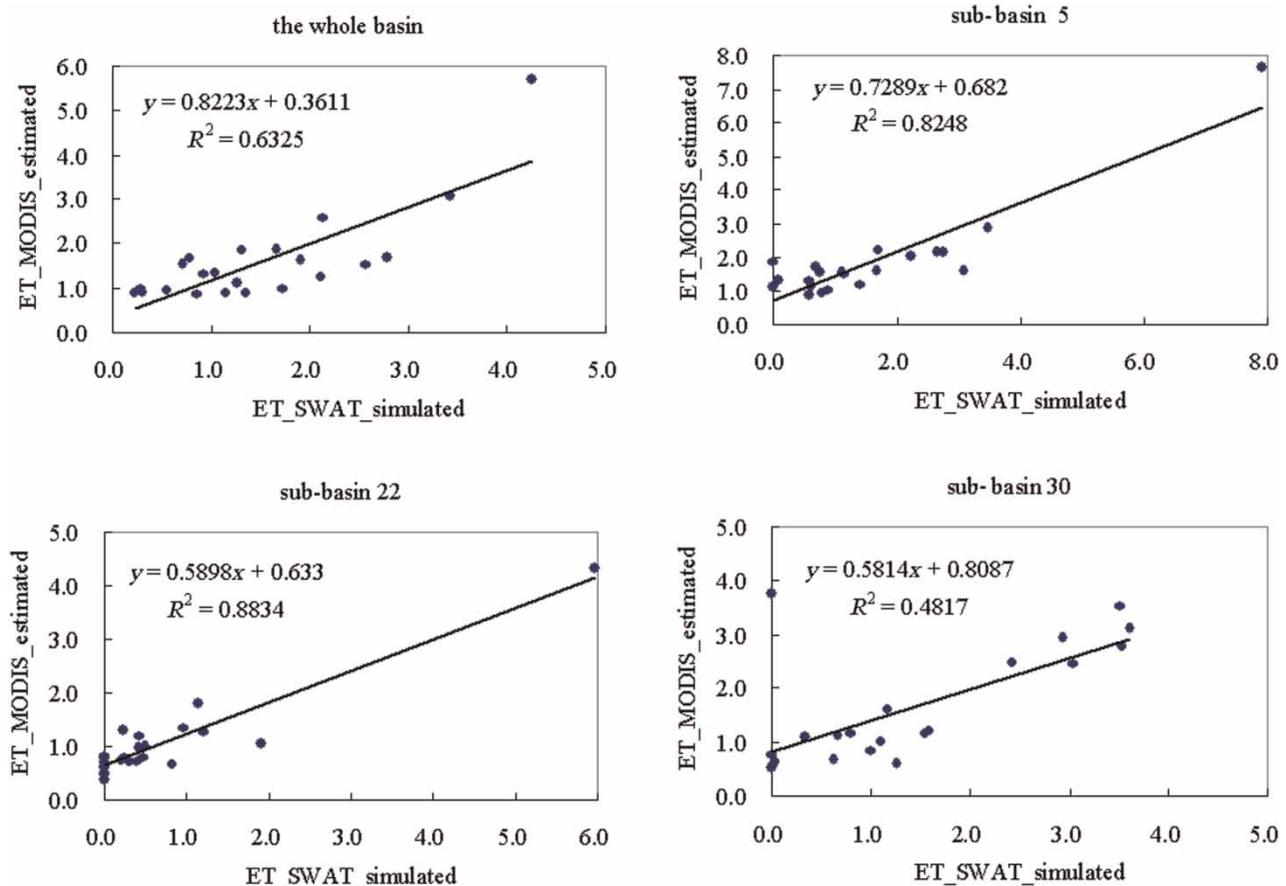 the whole basin
6.0
5.0
4.0
3.0
2.0
1.0
0.0
ET_MODIS_estimated
y = 0.8223x + 0.3611
R² = 0.6325
0.0 1.0 2.0 3.0 4.0 5.0
ET_SWAT_simulated
sub-basin 5
8.0
7.0
6.0
5.0
4.0
3.0
2.0
1.0
0.0
ET_MODIS_estimated
y = 0.7289x + 0.682
R² = 0.8248
0.0 2.0 4.0 6.0 8.0
ET_SWAT_simulated
sub-basin 22
5.0
4.0
3.0
2.0
1.0
0.0
ET_MODIS_estimated
y = 0.5898x + 0.633
R² = 0.8834
0.0 1.0 2.0 3.0 4.0 5.0 6.0
ET_SWAT_simulated
sub-basin 30
5.0
4.0
3.0
2.0
1.0
0.0
ET_MODIS_estimated
y = 0.5814x + 0.8087
R² = 0.4817
0.0 1.0 2.0 3.0 4.0 5.0
ET_SWAT_simulated